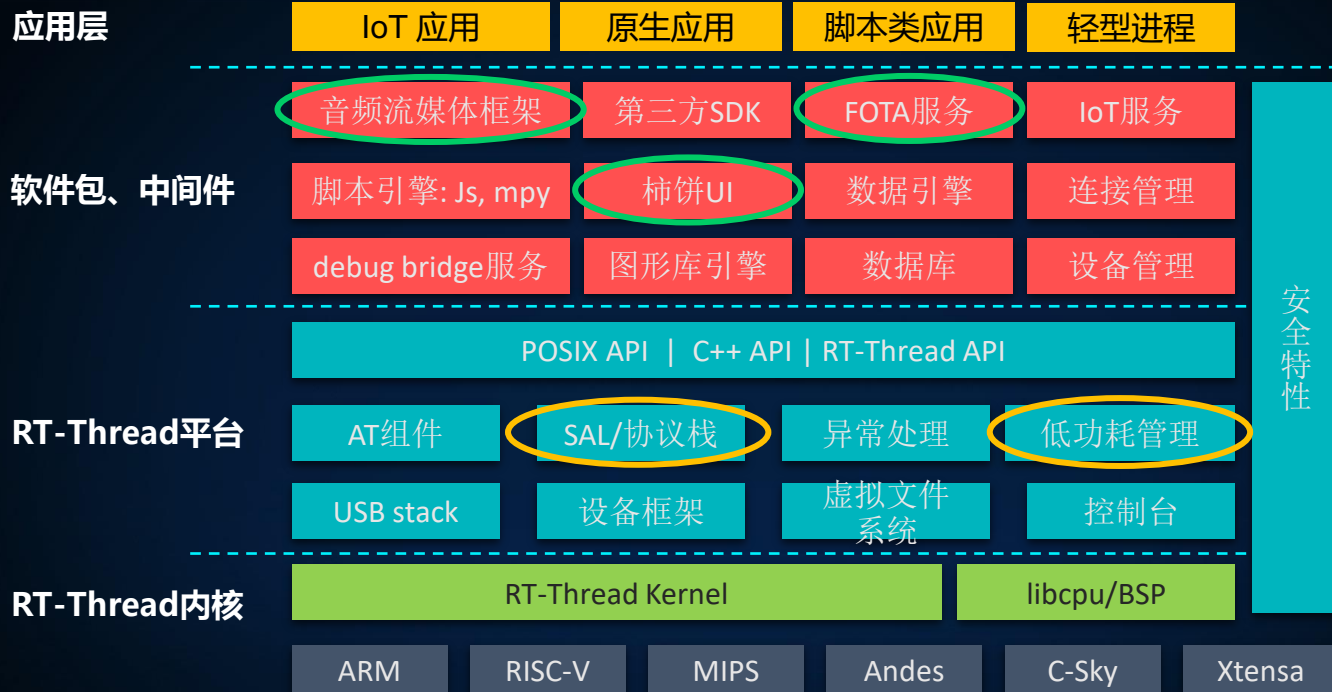 应用层
IoT 应用
原生应用
脚本类应用
轻型进程
音频流媒体框架
第三方SDK
FOTA服务
IoT服务
软件包、中间件
脚本引擎: Js, mpy
柿饼UI
数据引擎
连接管理
debug bridge服务
图形库引擎
数据库
设备管理
安全特性
POSIX API | C++ API | RT-Thread API
RT-Thread平台
AT组件
SAL/协议栈
异常处理
低功耗管理
USB stack
设备框架
虚拟文件
系统
控制台
RT-Thread内核
RT-Thread Kernel
libcpu/BSP
ARM
RISC-V
MIPS
Andes
C-Sky
Xtensa